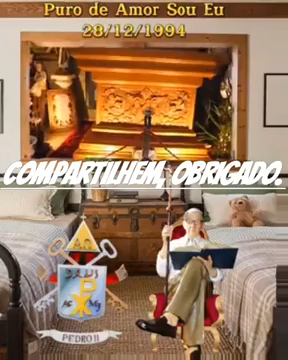 Puro de Amor Sou Eu
28/12/1994
COMPARTILHEM, OBRIGADO.
PEDRO II